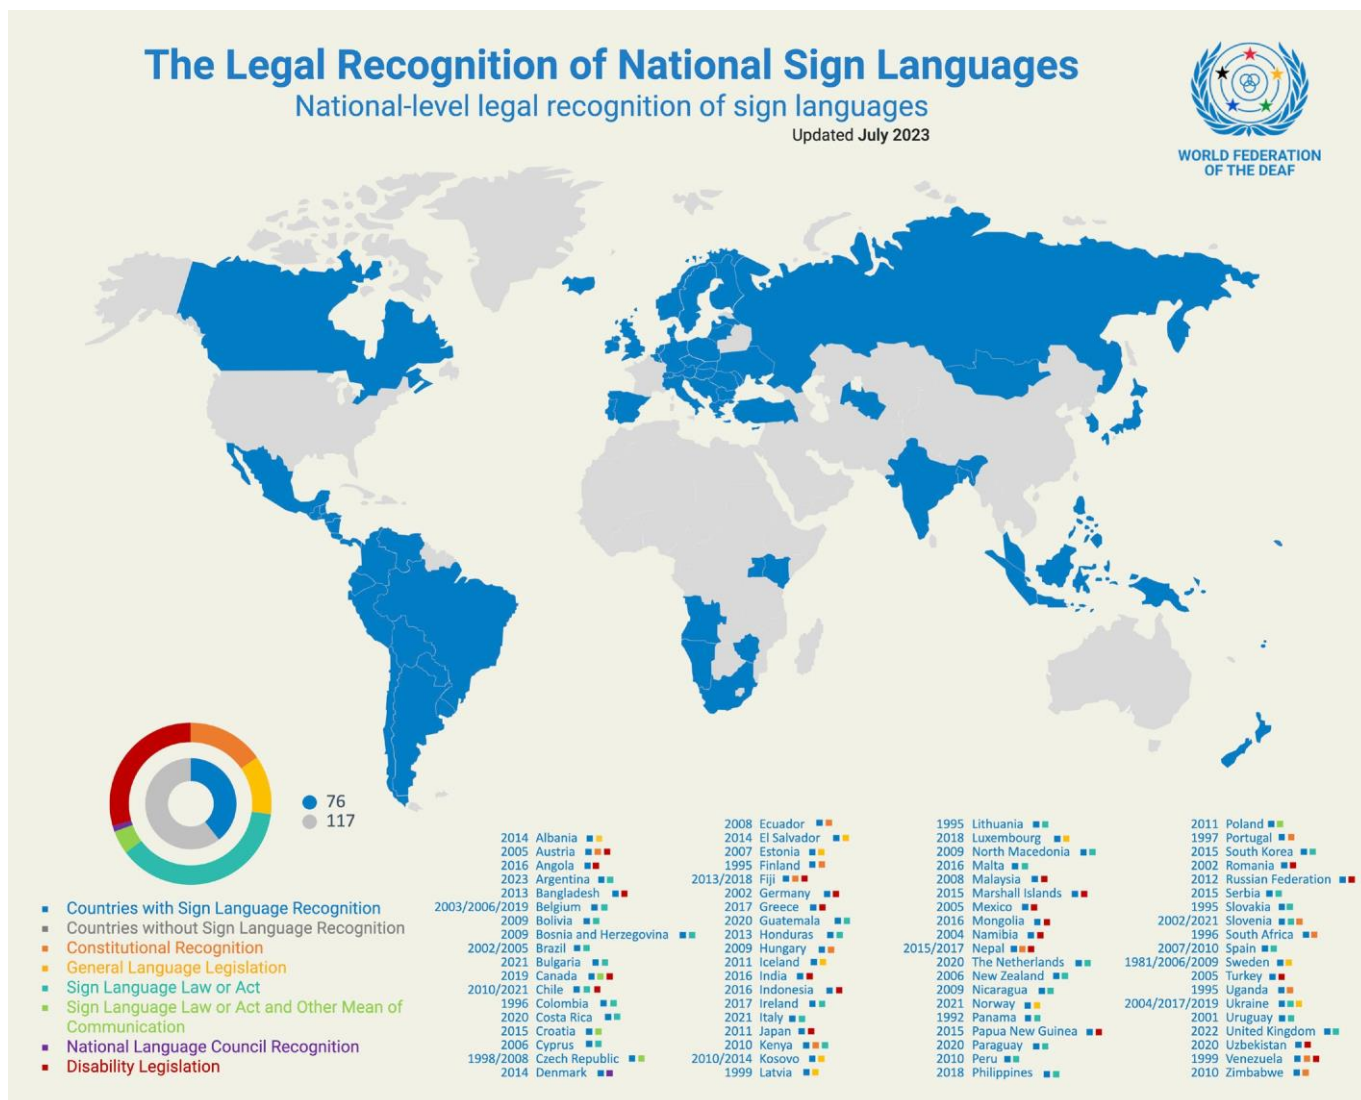 The Legal Recognition of National Sign Languages
National-level legal recognition of sign languages
Updated July 2023
WORLD FEDERATION
OF THE DEAF
76
117
Countries with Sign Language Recognition
Countries without Sign Language Recognition
Constitutional Recognition
General Language Legislation
Sign Language Law or Act
Sign Language Law or Act and Other Mean of
Communication
National Language Council Recognition
Disability Legislation
2014 Albania
2005 Austria
2016 Angola
2023 Argentina
2013 Bangladesh
2003/2006/2019 Belgium
2009 Bolivia
2009 Bosnia and Herzegovina
2002/2005 Brazil
2021 Bulgaria
2019 Canada
2010/2021 Chile
1996 Colombia
2020 Costa Rica
2015 Croatia
2006 Cyprus
1998/2008 Czech Republic
2014 Denmark
2008 Ecuador
2014 El Salvador
2007 Estonia
1995 Finland
2013/2018 Fiji
2002 Germany
2017 Greece
2020 Guatemala
2013 Honduras
2009 Hungary
2011 Iceland
2016 India
2016 Indonesia
2017 Ireland
2021 Italy
2011 Japan
2010 Kenya
2010/2014 Kosovo
1999 Latvia
1995 Lithuania
2018 Luxembourg
2009 North Macedonia
2016 Malta
2008 Malaysia
2015 Marshall Islands
2005 Mexico
2016 Mongolia
2004 Namibia
2015/2017 Nepal
2020 The Netherlands
2006 New Zealand
2009 Nicaragua
2021 Norway
1992 Panama
2015 Papua New Guinea
2020 Paraguay
2010 Peru
2018 Philippines
2011 Poland
1997 Portugal
2015 South Korea
2002 Romania
2012 Russian Federation
2015 Serbia
1995 Slovakia
2002/2021 Slovenia
1996 South Africa
2007/2010 Spain
1981/2006/2009 Sweden
2005 Turkey
1995 Uganda
2004/2017/2019 Ukraine
2001 Uruguay
2022 United Kingdom
2020 Uzbekistan
1999 Venezuela
2010 Zimbabwe